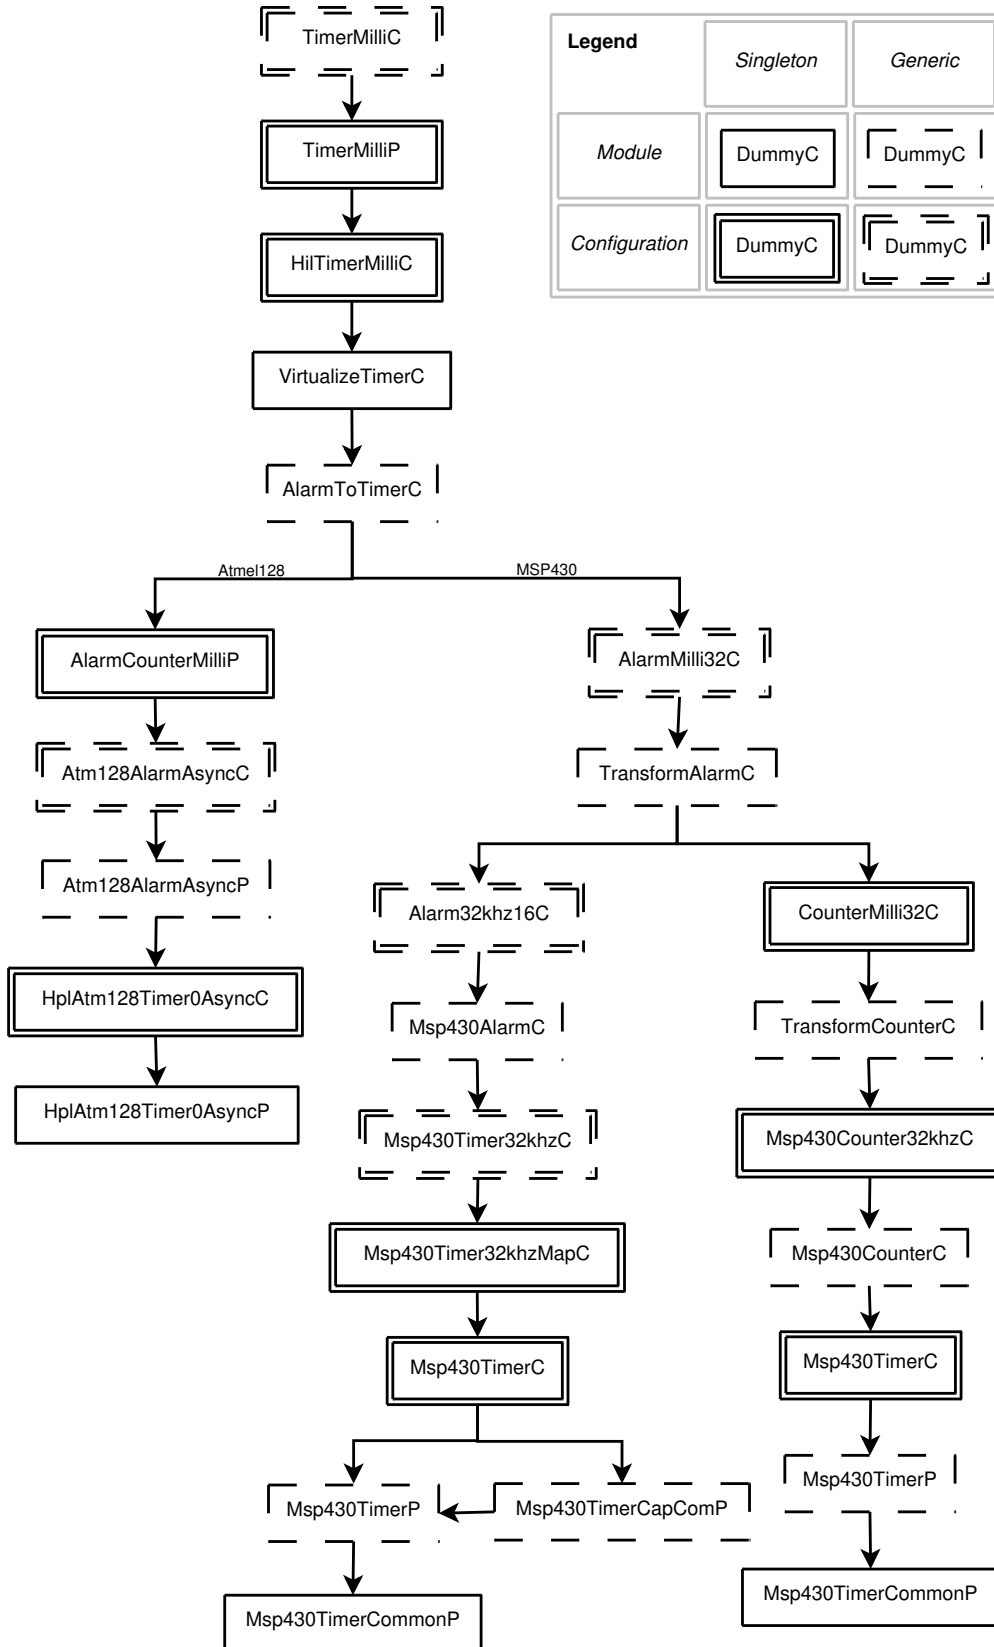 TimerMilliC
Legend
Singleton
Generic
TimerMilliP
Module
DummyC
DummyC
HilTimerMilliC
Configuration
DummyC
DummyC
VirtualizeTimerC
AlarmToTimerC
Atmel128
MSP430
AlarmCounterMilliP
AlarmMilli32C
Atm128AlarmAsyncC
TransformAlarmC
Atm128AlarmAsyncP
Alarm32khz16C
CounterMilli32C
HplAtm128Timer0AsyncC
Msp430AlarmC
TransformCounterC
HplAtm128Timer0AsyncP
Msp430Timer32khzC
Msp430Counter32khzC
Msp430Timer32khzMapC
Msp430CounterC
Msp430TimerC
Msp430TimerC
Msp430TimerP
Msp430TimerCapComP
Msp430TimerP
Msp430TimerCommonP
Msp430TimerCommonP